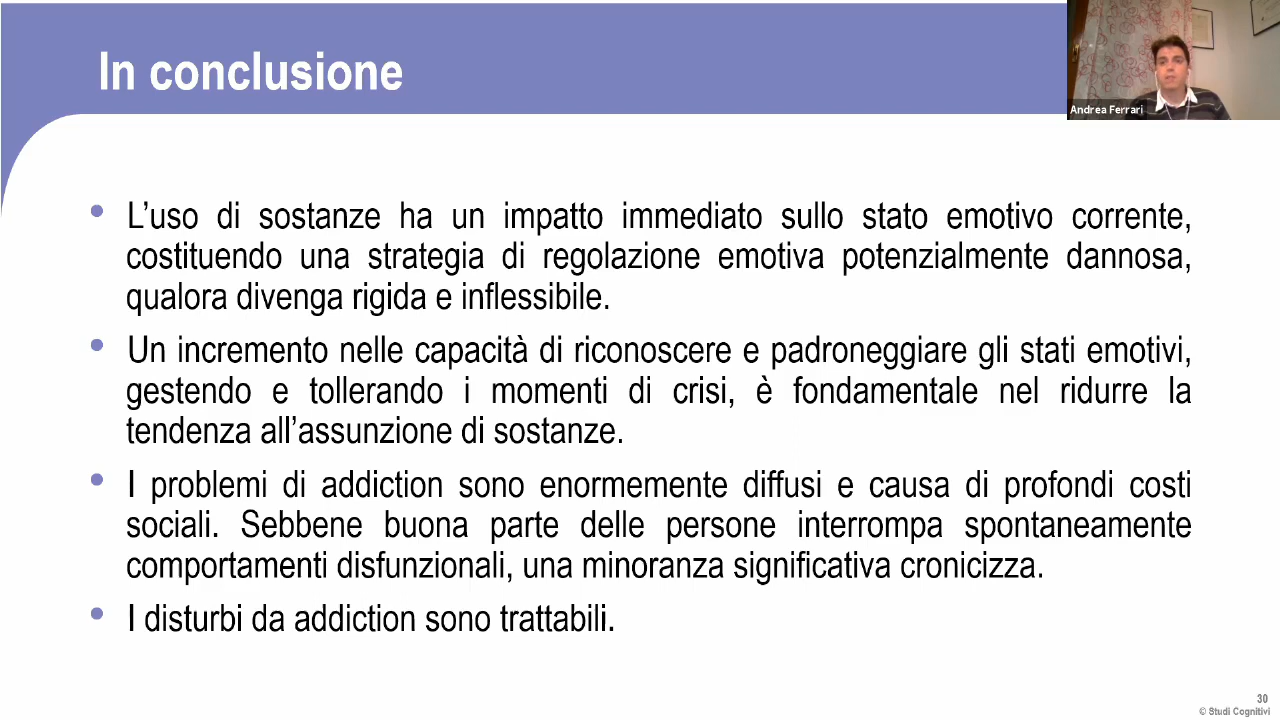 In conclusione
Andrea Ferrari
• L’uso di sostanze ha un impatto immediato sullo stato emotivo corrente,
costituendo una strategia di regolazione emotiva potenzialmente dannosa,
qualora divenga rigida e inflessibile.
• Un incremento nelle capacità di riconoscere e padroneggiare gli stati emotivi,
gestendo e tollerando i momenti di crisi, è fondamentale nel ridurre la
tendenza all’assunzione di sostanze.
• I problemi di addiction sono enormemente diffusi e causa di profondi costi
sociali. Sebbene buona parte delle persone interrompa spontaneamente
comportamenti disfunzionali, una minoranza significativa cronicizza.
• I disturbi da addiction sono trattabili.
30
© Studi Cognitivi